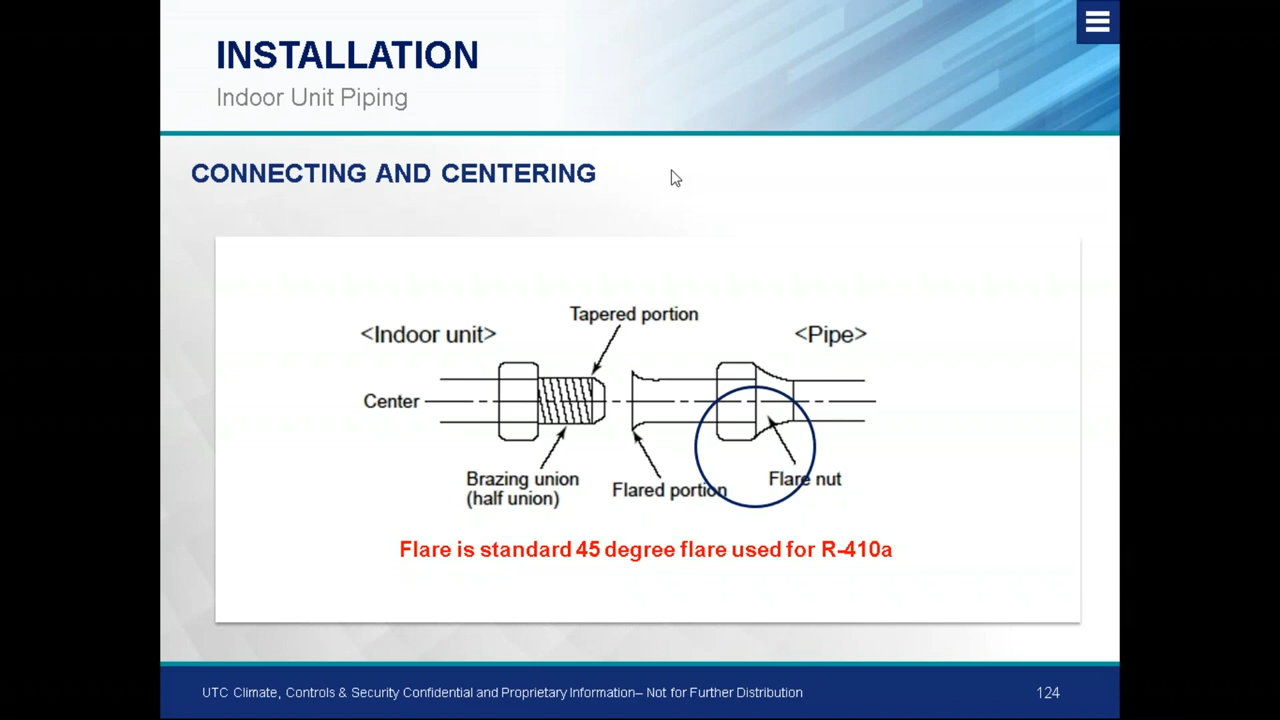 INSTALLATION
Indoor Unit Piping
CONNECTING AND CENTERING
Tapered portion
<Indoor unit>
<Pipe>
Center
Brazing union
(half union)
Flared portion
Flare nut
Flare is standard 45 degree flare used for R-410a
UTC Climate, Controls & Security Confidential and Proprietary Information– Not for Further Distribution
124